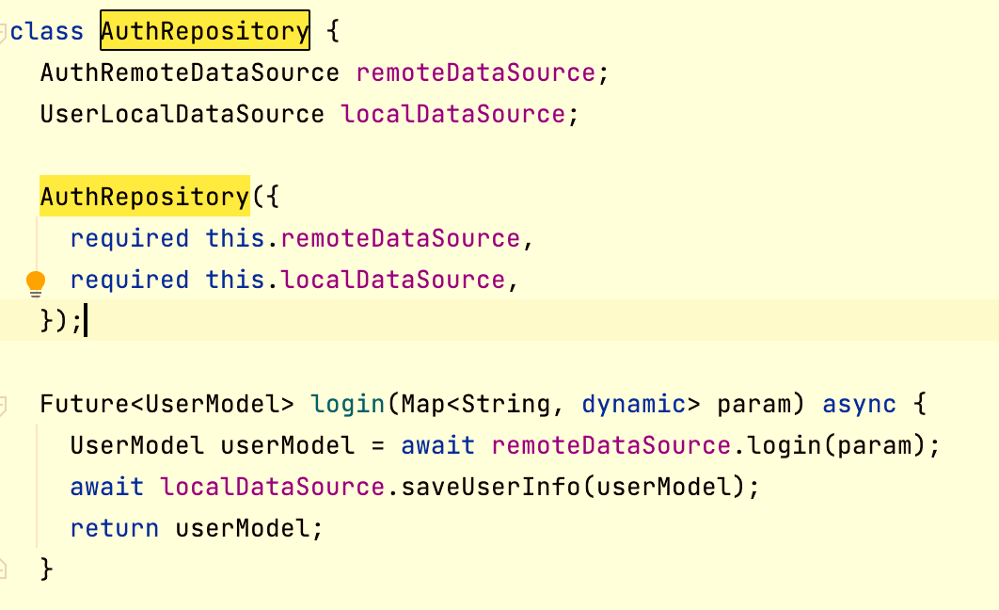 class AuthRepository {
AuthRemoteDataSource remoteDataSource;
UserLocalDataSource localDataSource;
AuthRepository({
required this.remoteDataSource,
required this.localDataSource,
});
Future<UserModel> login(Map<String, dynamic> param) async {
UserModel userModel = await remoteDataSource.login(param);
await localDataSource.saveUserInfo(userModel);
return userModel;
}